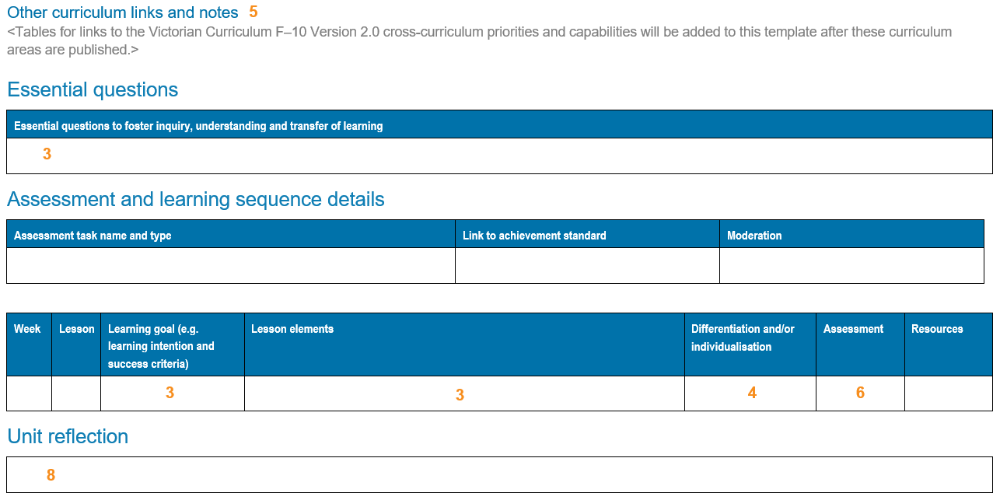 Other curriculum links and notes 5
<Tables for links to the Victorian Curriculum F–10 Version 2.0 cross-curriculum priorities and capabilities will be added to this template after these curriculum
areas are published.>
Essential questions
Essential questions to foster inquiry, understanding and transfer of learning
3
Assessment and learning sequence details
Assessment task name and type Link to achievement standard Moderation
Week Lesson Learning goal (e.g. Lesson elements Differentiation and/or Assessment Resources
learning intention and individualisation
success criteria)
3 3 4 6
Unit reflection
8